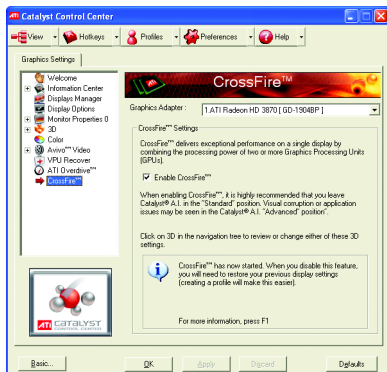 ATI Catalyst Control Center
View
Hotkeys
Profiles
Preferences
Help
Graphics Settings
Welcome
Information Center
Displays Manager
Display Options
Monitor Properties 0
3D
Color
Avivo™ Video
VPU Recover
ATI Overdrive™
CrossFire™
CrossFire™
Graphics Adapter :
1.ATI Radeon HD 3870 [ GD-1904BP ]
CrossFire™ Settings
CrossFire™ delivers exceptional performance on a single display by
combining the processing power of two or more Graphics Processing Units
(GPUs).
Enable CrossFire™
When enabling CrossFire™, it is highly recommended that you leave
Catalyst® A.I. in the "Standard" position. Visual corruption or application
issues may be seen in the Catalyst® A.I. "Advanced" position".
Click on 3D in the navigation tree to review or change either of these 3D
settings.
CrossFire™ has now started. When you disable this feature,
you will need to restore your previous display settings
(creating a profile will make this easier).
For more information, press F1
ATI CATALYST
CONTROL CENTER
Basic...
OK
Apply
Discard
Defaults